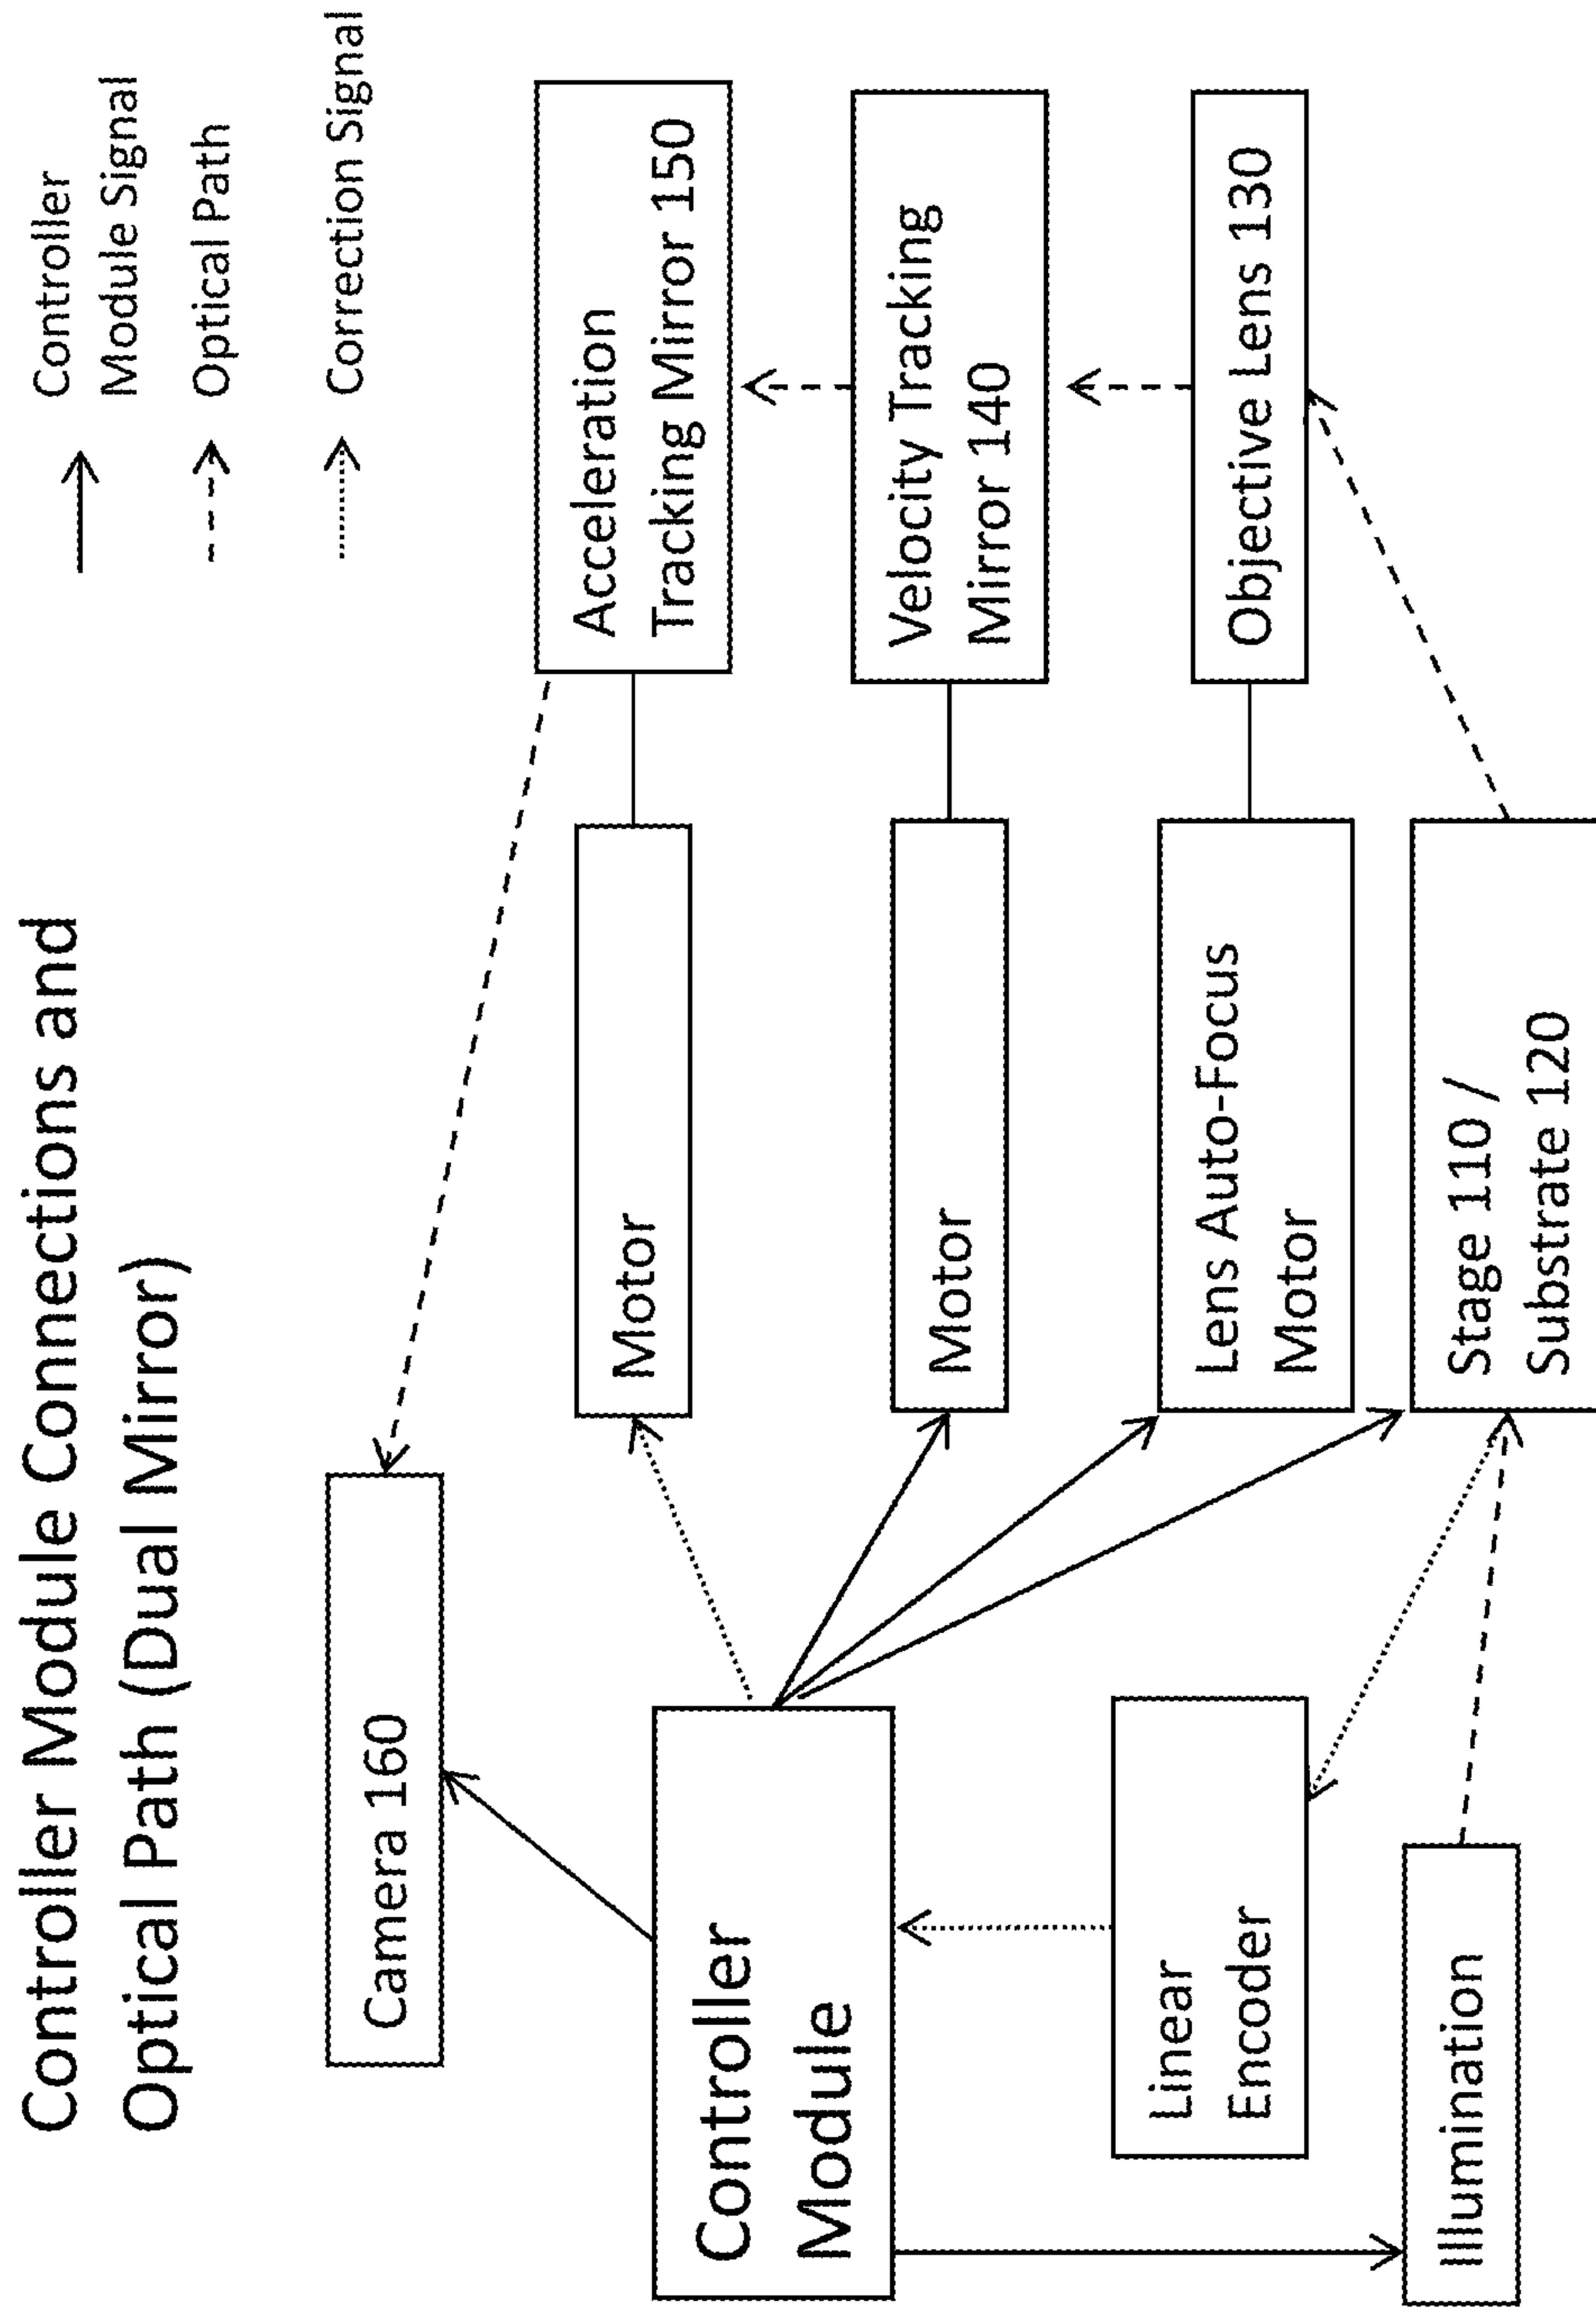 Controller Module Connections and
Optical Path (Dual Mirror)
Controller
Module Signal
Optical Path
Correction Signal
Camera 160
Controller
Module
Linear
Encoder
Illumination
Motor
Motor
Lens Auto-Focus
Motor
Stage 110 /
Substrate 120
Acceleration
Tracking Mirror 150
Velocity Tracking
Mirror 140
Objective Lens 130